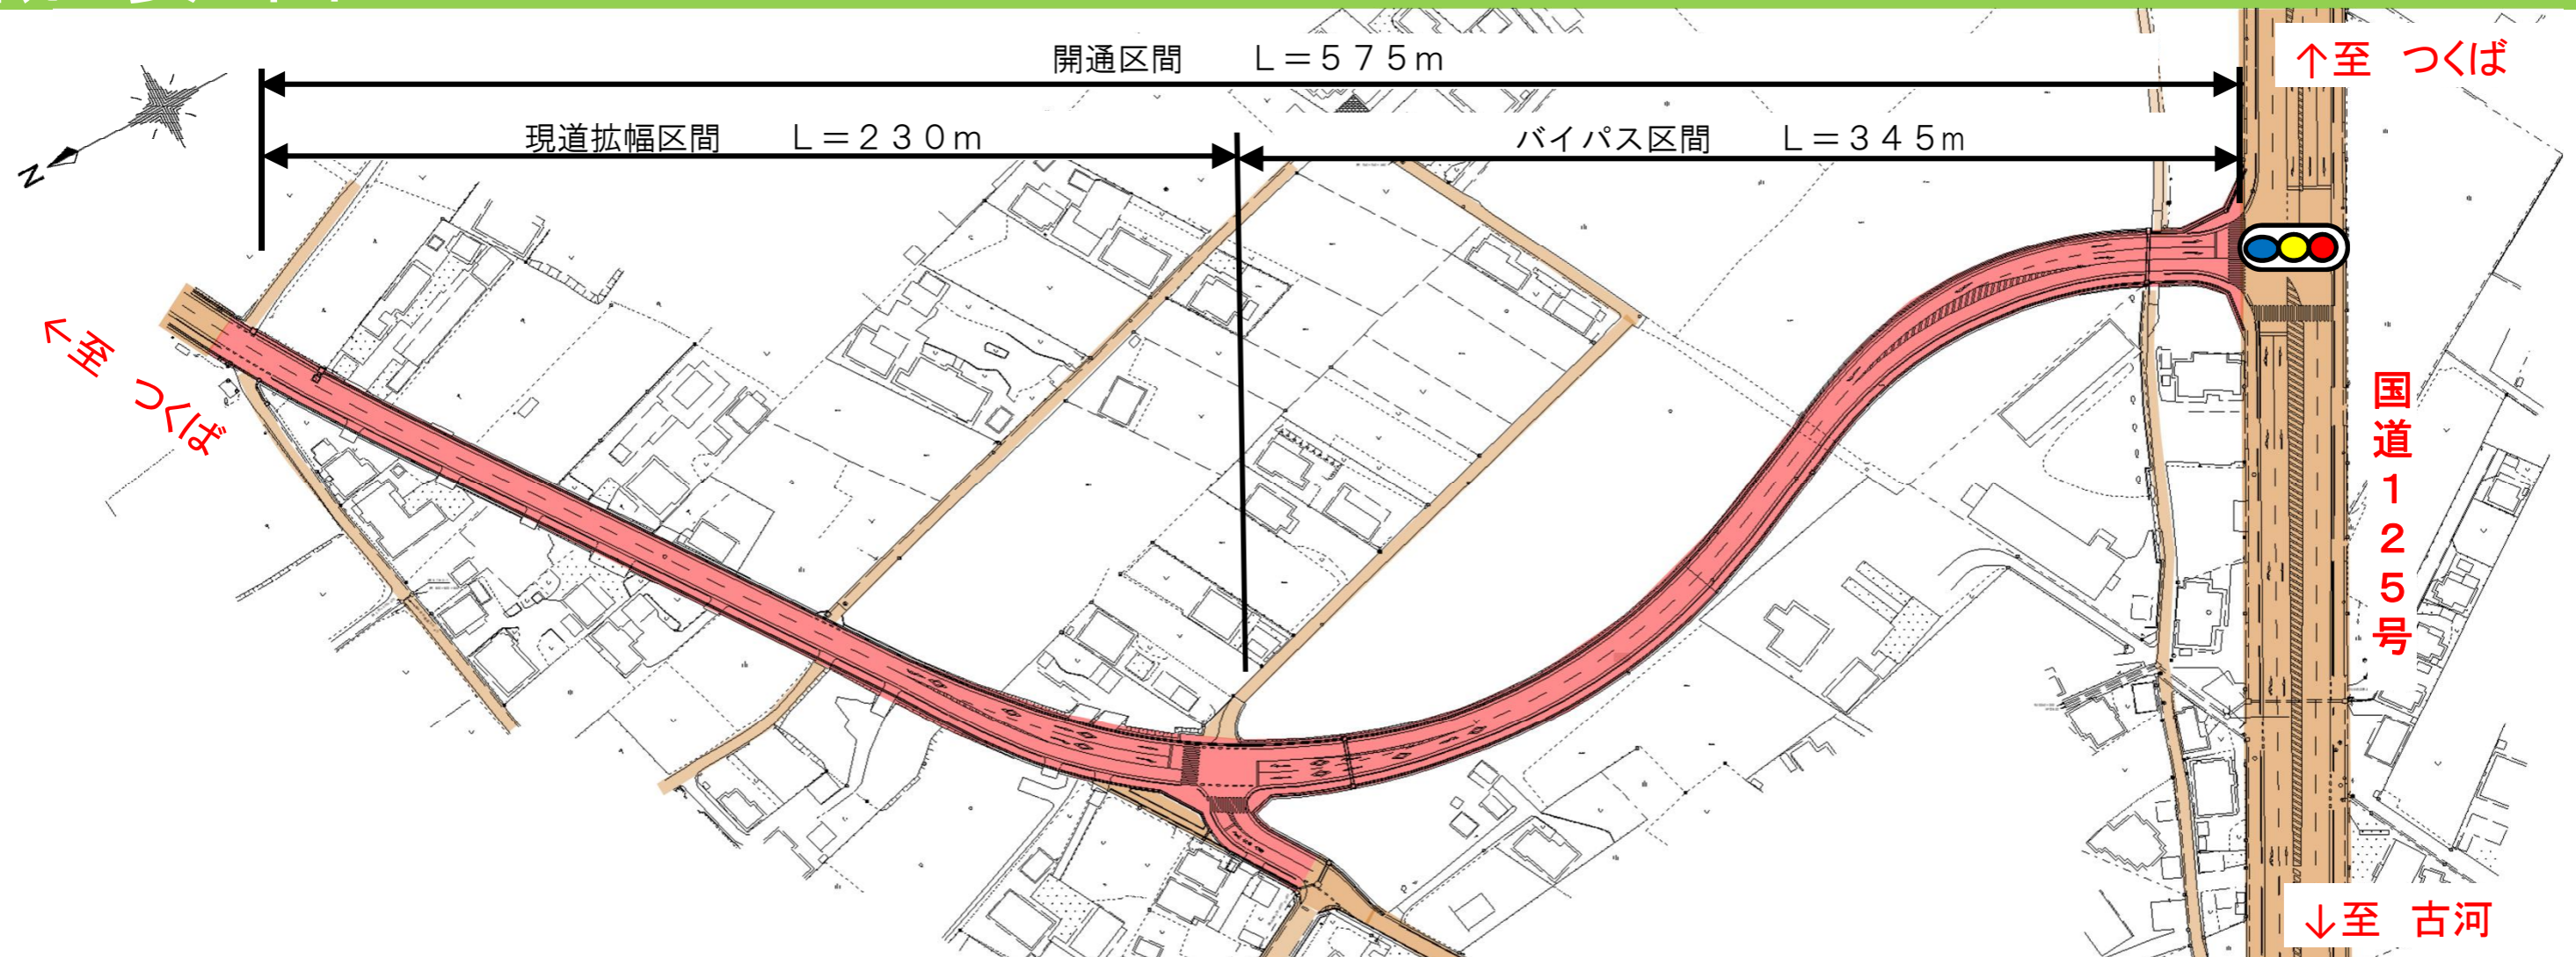 開通区間　　L＝５７５ｍ
↑至　つくば
現道拡幅区間　　L＝２３０ｍ
バイパス区間　　L＝３４５ｍ
N
←至　つくば
国道１２５号
↓至　古河